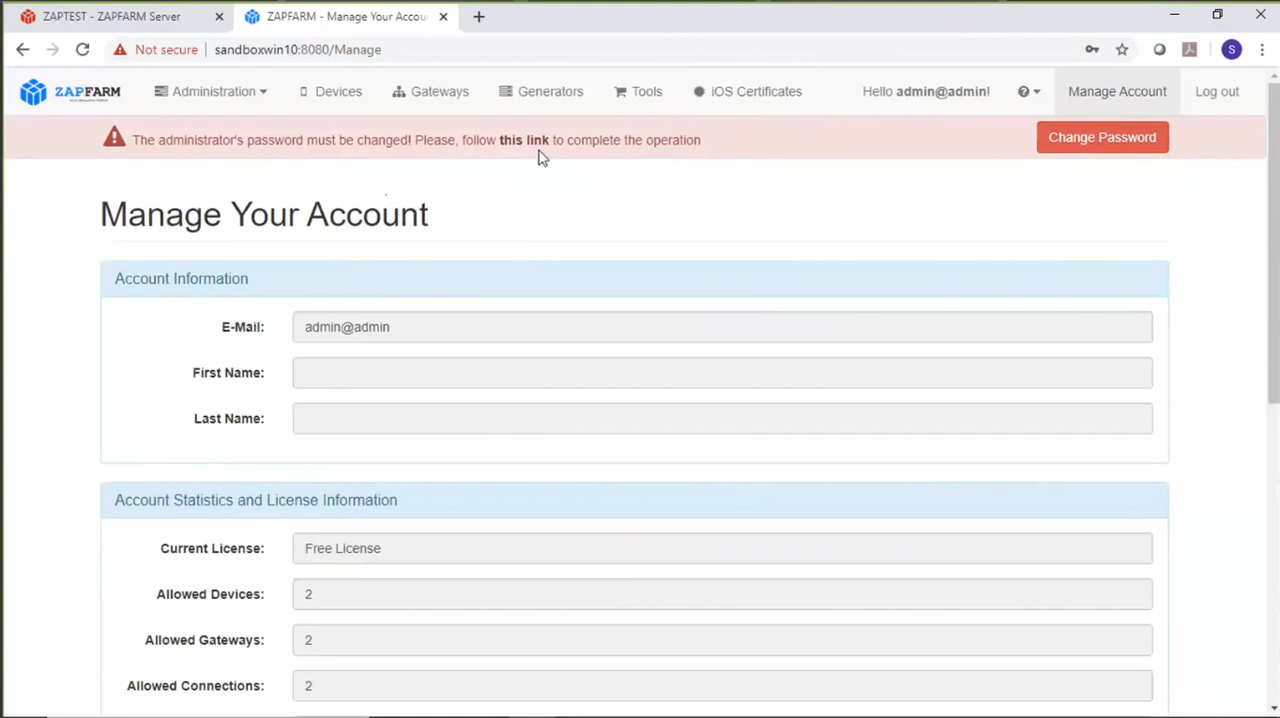 ZAPTEST - ZAPFARM Server
ZAPFARM - Manage Your Accou
Not secure
sandboxwin10:8080/Manage
S
ZAPFARM
Administration
Devices
Gateways
Generators
Tools
iOS Certificates
Hello admin@admin!
Manage Account
Log out
The administrator's password must be changed! Please, follow this link to complete the operation
Change Password
Manage Your Account
Account Information
E-Mail: admin@admin
First Name:
Last Name:
Account Statistics and License Information
Current License: Free License
Allowed Devices: 2
Allowed Gateways: 2
Allowed Connections: 2